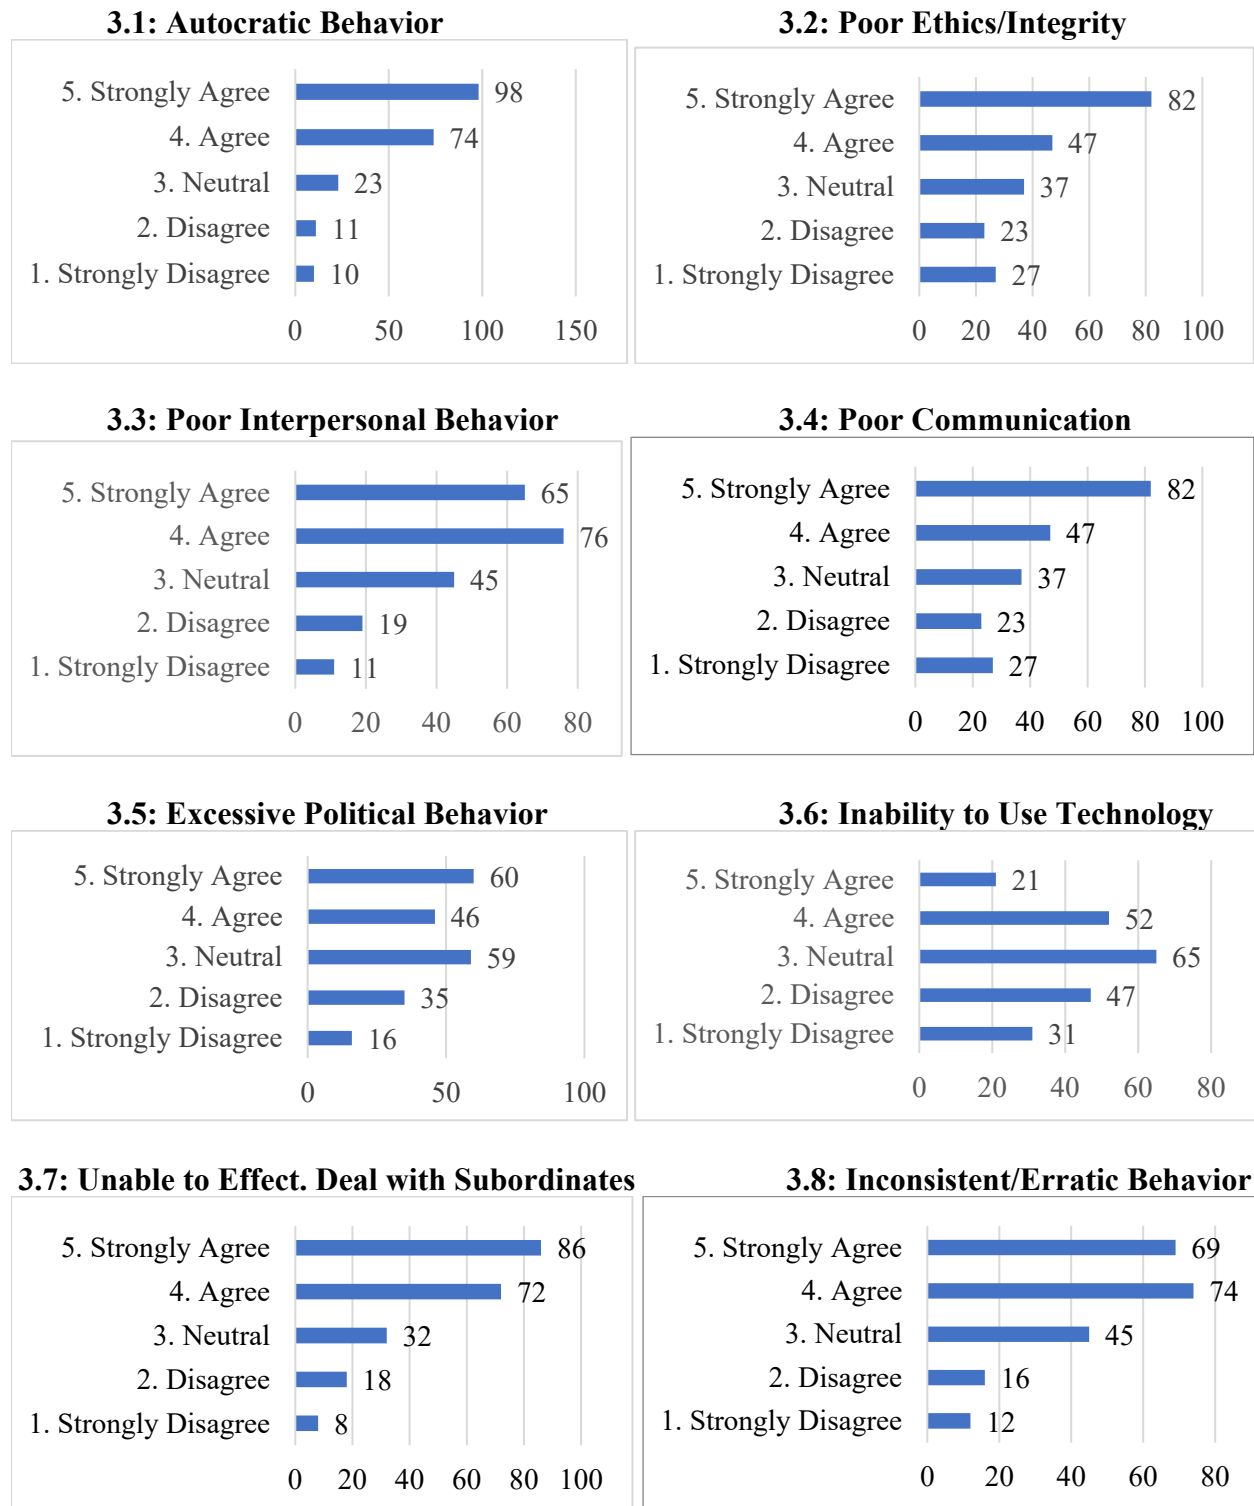 3.1: Autocratic Behavior
5. Strongly Agree 98
4. Agree 74
3. Neutral 23
2. Disagree 11
1. Strongly Disagree 10
0 50 100 150
3.2: Poor Ethics/Integrity
5. Strongly Agree 82
4. Agree 47
3. Neutral 37
2. Disagree 23
1. Strongly Disagree 27
0 20 40 60 80 100
3.3: Poor Interpersonal Behavior
5. Strongly Agree 65
4. Agree 76
3. Neutral 45
2. Disagree 19
1. Strongly Disagree 11
0 20 40 60 80
3.4: Poor Communication
5. Strongly Agree 82
4. Agree 47
3. Neutral 37
2. Disagree 23
1. Strongly Disagree 27
0 20 40 60 80 100
3.5: Excessive Political Behavior
5. Strongly Agree 60
4. Agree 46
3. Neutral 59
2. Disagree 35
1. Strongly Disagree 16
0 50 100
3.6: Inability to Use Technology
5. Strongly Agree 21
4. Agree 52
3. Neutral 65
2. Disagree 47
1. Strongly Disagree 31
0 20 40 60 80
3.7: Unable to Effect. Deal with Subordinates
5. Strongly Agree 86
4. Agree 72
3. Neutral 32
2. Disagree 18
1. Strongly Disagree 8
0 20 40 60 80 100
3.8: Inconsistent/Erratic Behavior
5. Strongly Agree 69
4. Agree 74
3. Neutral 45
2. Disagree 16
1. Strongly Disagree 12
0 20 40 60 80